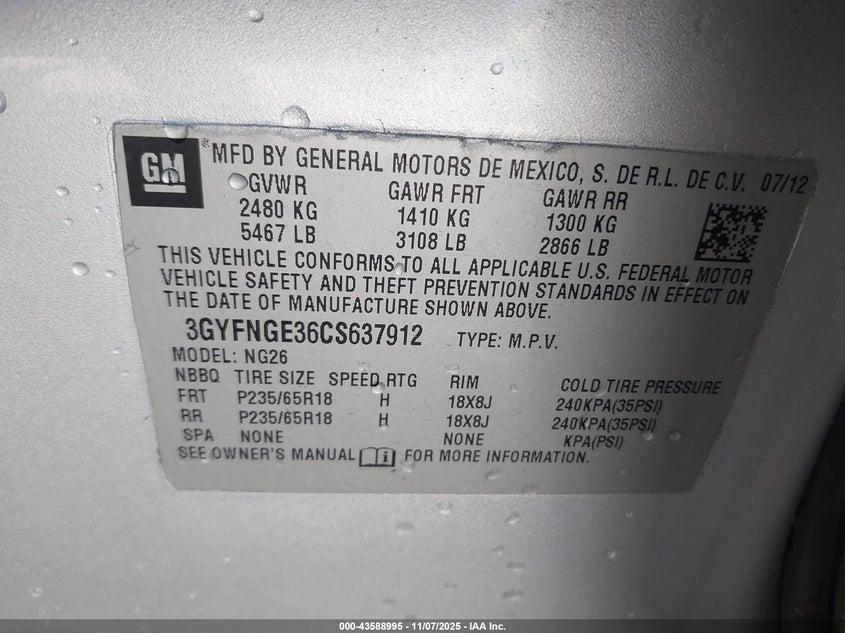 GM ® MFD BY GENERAL MOTORS DE MEXICO, S. DE R.L. DE C.V. 07/12
GVWR GAWR FRT GAWR RR
2480 KG 1410 KG 1300 KG
5467 LB 3108 LB 2866 LB
THIS VEHICLE CONFORMS TO ALL APPLICABLE U.S. FEDERAL MOTOR
VEHICLE SAFETY AND THEFT PREVENTION STANDARDS IN EFFECT ON
THE DATE OF MANUFACTURE SHOWN ABOVE.
3GYFNGE36CS637912 TYPE: M.P.V.
MODEL: NG26
NBBQ TIRE SIZE SPEED RTG RIM COLD TIRE PRESSURE
FRT P235/65R18 H 18X8J 240KPA(35PSI)
RR P235/65R18 H 18X8J 240KPA(35PSI)
SPA NONE NONE KPA(PSI)
SEE OWNER'S MANUAL FOR MORE INFORMATION.
000-43588995 — 11/07/2025 — IAA Inc.